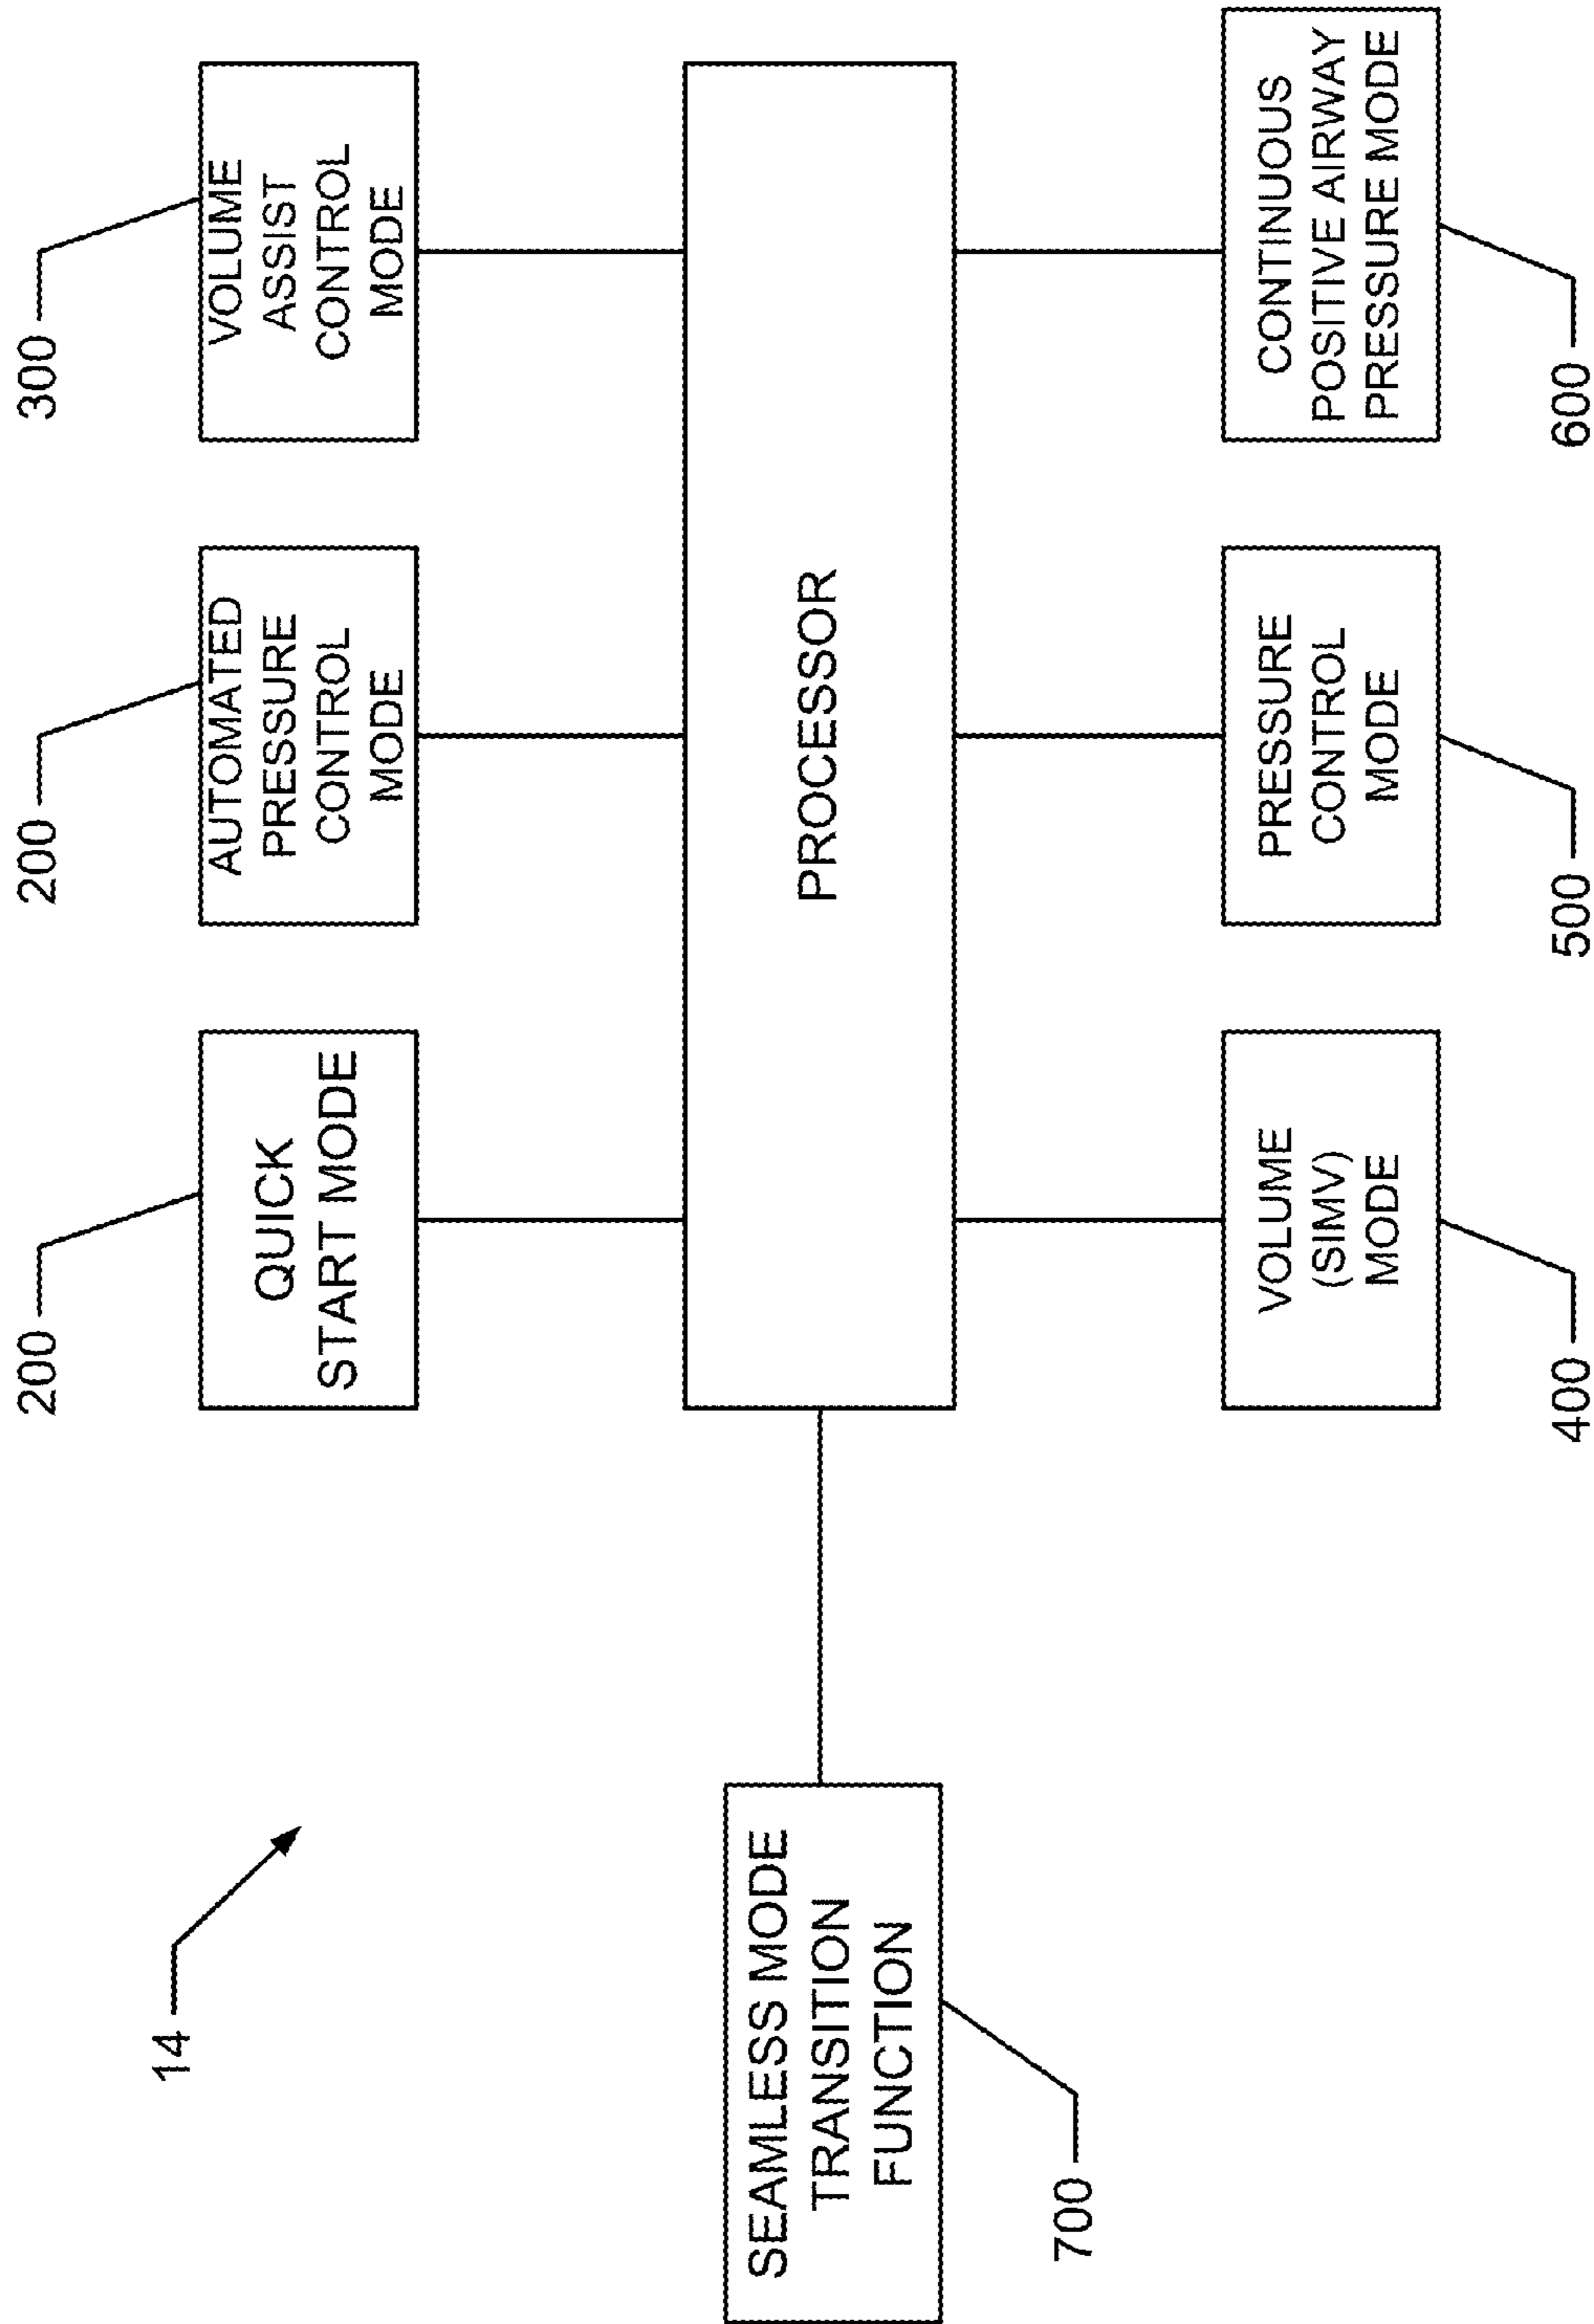 14
200
200
300
QUICK
START MODE
AUTOMATED
PRESSURE
CONTROL
MODE
VOLUME
ASSIST
CONTROL
MODE
SEAMLESS MODE
TRANSITION
FUNCTION
700
PROCESSOR
VOLUME
(SIMV)
MODE
PRESSURE
CONTROL
MODE
CONTINUOUS
POSITIVE AIRWAY
PRESSURE MODE
400
500
600